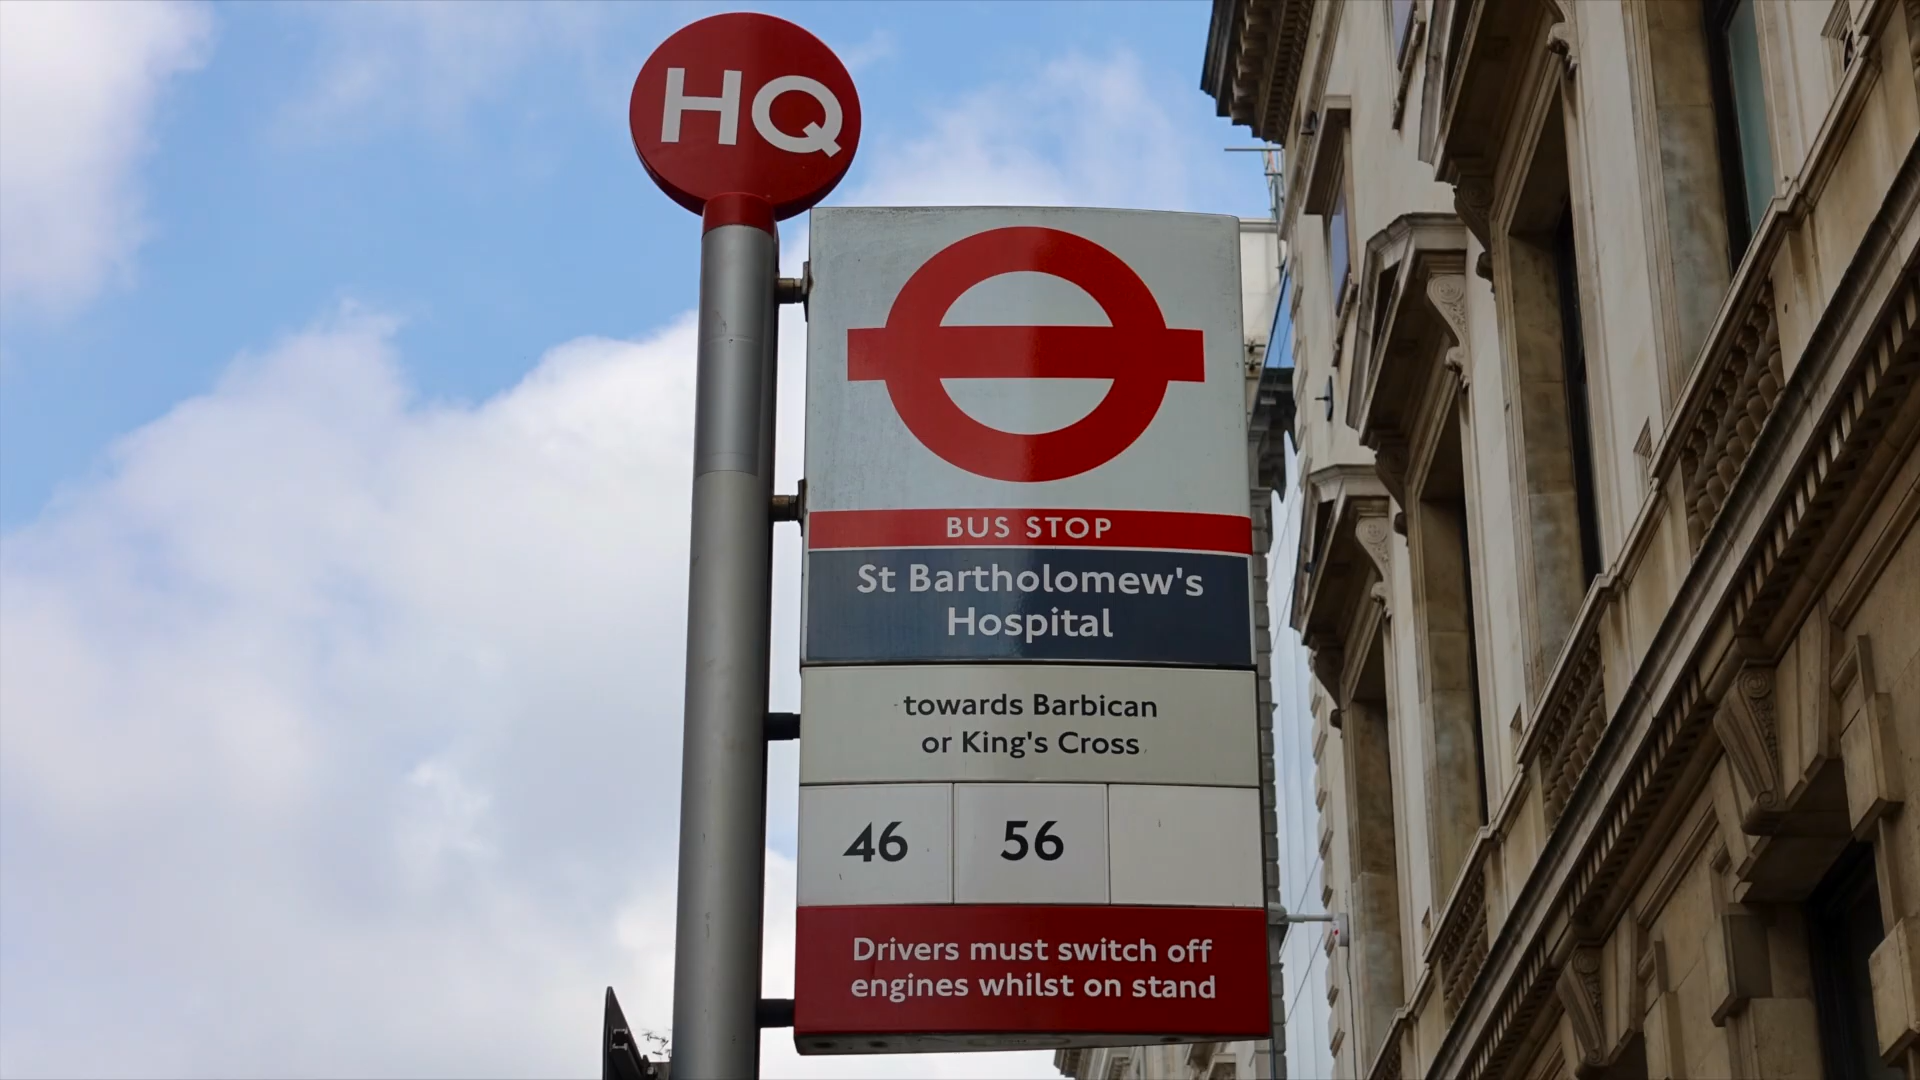 HQ
BUS STOP
St Bartholomew's
Hospital
towards Barbican
or King's Cross
46 56
Drivers must switch off
engines whilst on stand